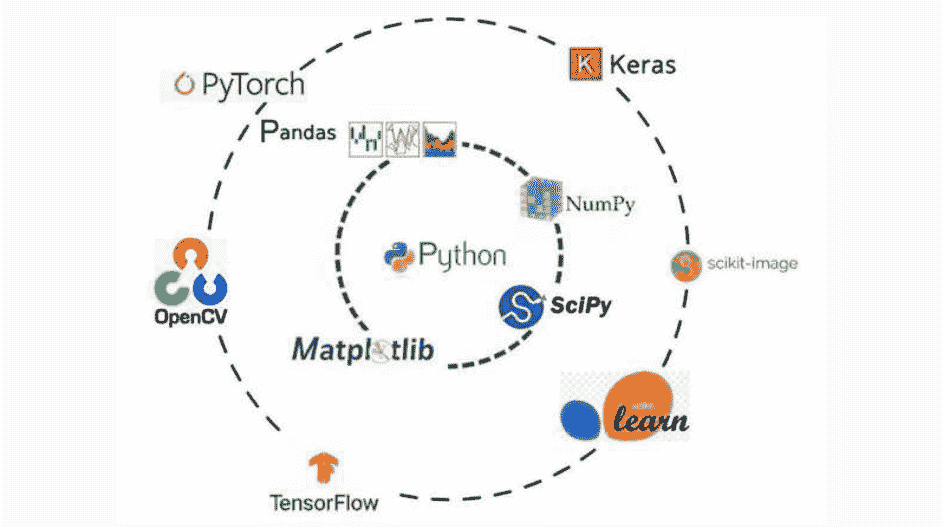 PyTorch
K Keras
Pandas
NumPy
Python
scikit-image
SciPy
OpenCV
Matplotlib
learn
TensorFlow